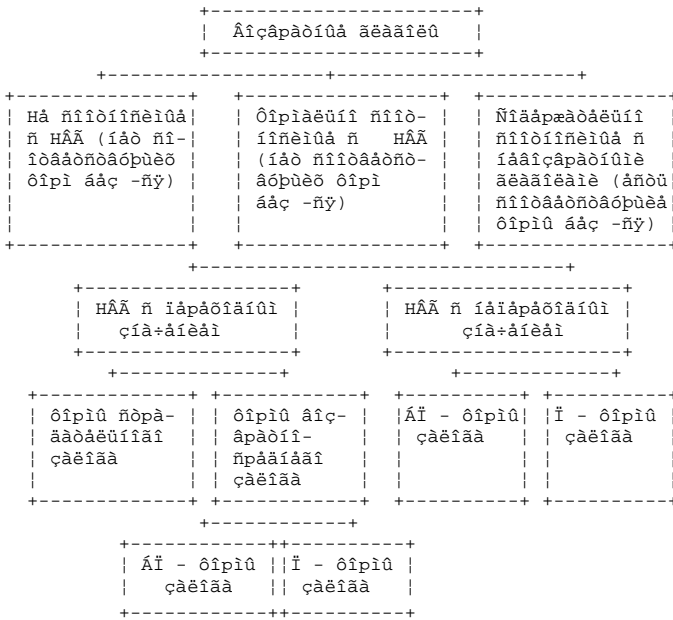 Âîçâpàòíûå ãëàãîëû
Hå ñîîòíîñèìûå
ñ HÂÃ (íåò ñî-
îòâåòñòâóþùèõ
ôîpì áåç -ñÿ)
Ôîpìàëüíî ñîîò-
íîñèìûå ñ HÂÃ
(íåò ñîîòâåòñò-
âóþùèõ ôîpì
áåç -ñÿ)
Ñîäåpæàòåëüíî
ñîîòíîñèìûå ñ
íåâîçâpàòíûìè
ãëàãîëàìè (åñòü
ñîîòâåòñòâóþùèå
ôîpìû áåç -ñÿ)
HÂÃ ñ ïåpåõîäíûì
çíà÷åíèåì
HÂÃ ñ íåïåpåõîäíûì
çíà÷åíèåì
ôîpìû ñòpà-
äàòåëüíîãî
çàëîãà
ôîpìû âîç-
âpàòíî-
ñpåäíåãî
çàëîãà
ÁÏ - ôîpìû
çàëîãà
Ï - ôîpìû
çàëîãà
ÁÏ - ôîpìû
çàëîãà
Ï - ôîpìû
çàëîãà